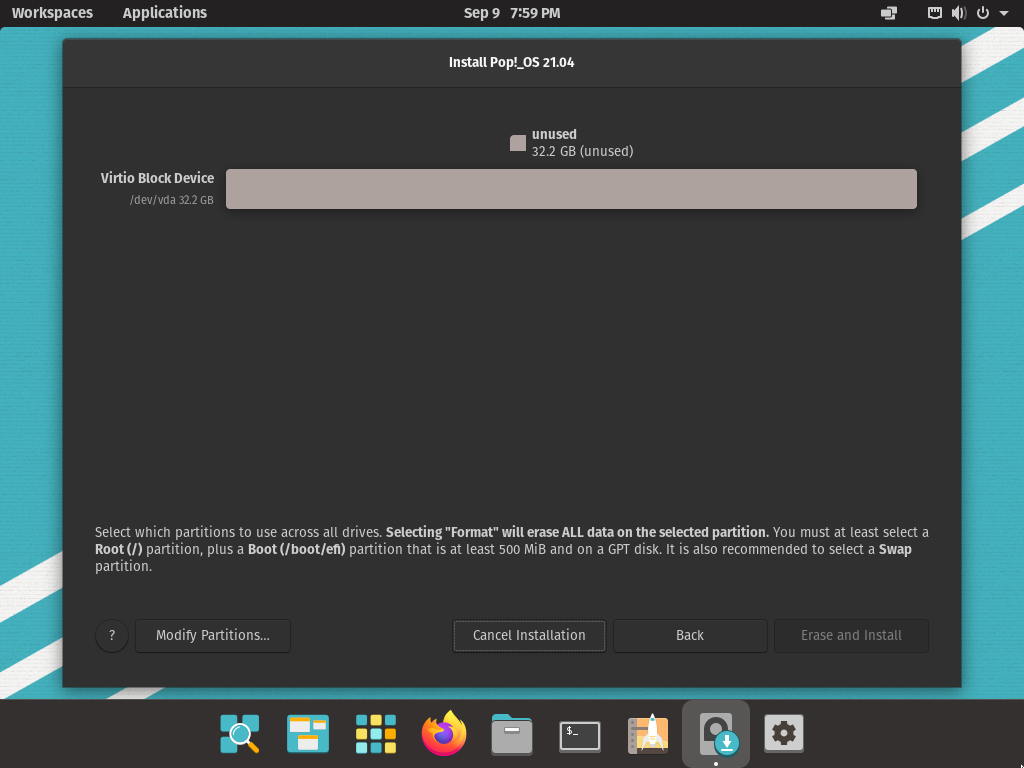 Workspaces Applications Sep 9 7:59 PM
Install Pop!_OS 21.04
unused
32.2 GB (unused)
Virtio Block Device
/dev/vda 32.2 GB
Select which partitions to use across all drives. Selecting "Format" will erase ALL data on the selected partition. You must at least select a
Root (/) partition, plus a Boot (/boot/efi) partition that is at least 500 MiB and on a GPT disk. It is also recommended to select a Swap
partition.
? Modify Partitions... Cancel Installation Back Erase and Install
$_